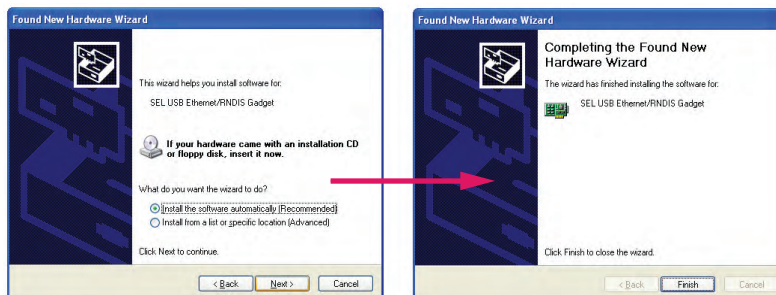 Found New Hardware Wizard
This wizard helps you install software for:
SEL USB Ethernet/RNDIS Gadget
If your hardware came with an installation CD
or floppy disk, insert it now.
What do you want the wizard to do?
Install the software automatically (Recommended)
Install from a list or specific location (Advanced)
Click Next to continue.
< Back
Next >
Cancel
Found New Hardware Wizard
Completing the Found New
Hardware Wizard
The wizard has finished installing the software for:
SEL USB Ethernet/RNDIS Gadget
Click Finish to close the wizard.
< Back
Finish
Cancel